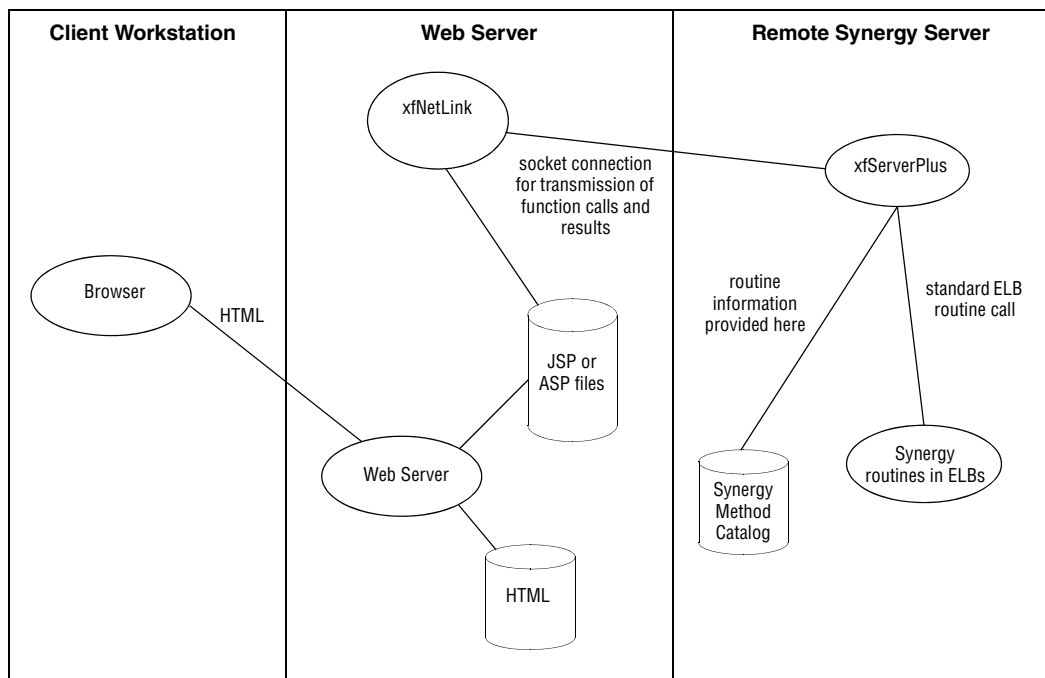 Client Workstation
Web Server
Remote Synergy Server
xfNetLink
socket connection
for transmission of
function calls and
results
xfServerPlus
Browser
HTML
routine
information
provided here
standard ELB
routine call
JSP or
ASP files
Web Server
Synergy
Method
Catalog
Synergy
routines in ELBs
HTML